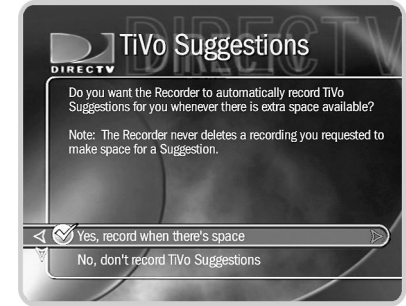 TiVo Suggestions
DIRECTV
Do you want the Recorder to automatically record TiVo
Suggestions for you whenever there is extra space available?
Note: The Recorder never deletes a recording you requested to
make space for a Suggestion.
Yes, record when there's space
No, don't record TiVo Suggestions